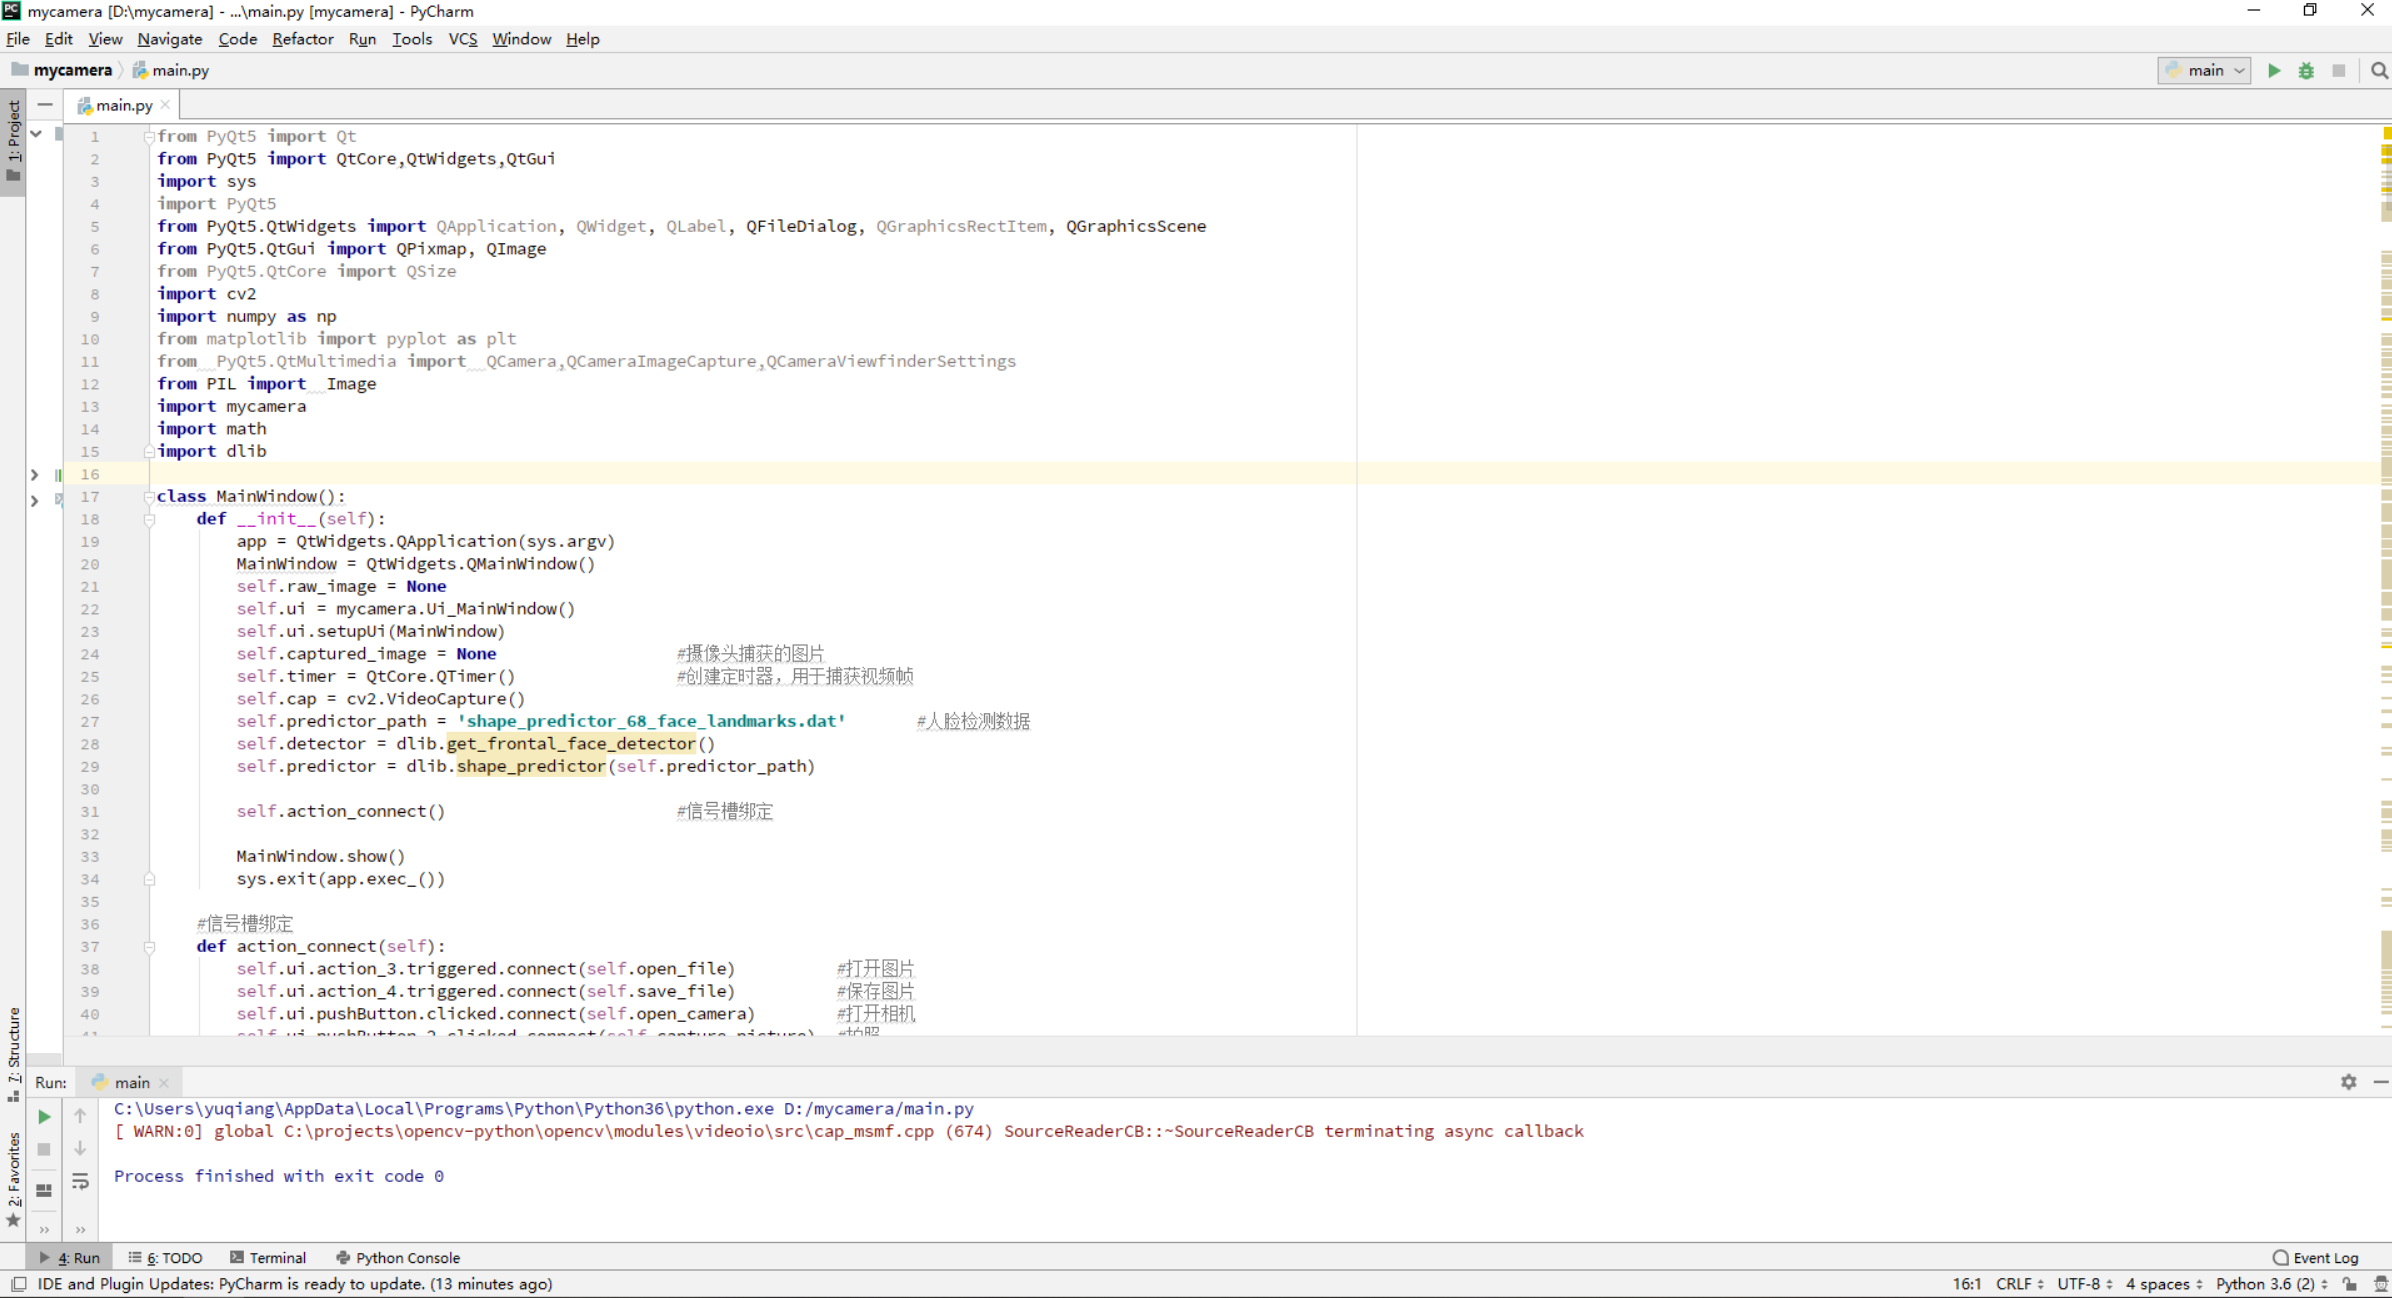 mycamera [D:\mycamera] - ...\main.py [mycamera] - PyCharm
File Edit View Navigate Code Refactor Run Tools VCS Window Help
mycamera main.py main
1: Project
main.py
1 from PyQt5 import Qt
2 from PyQt5 import QtCore,QtWidgets,QtGui
3 import sys
4 import PyQt5
5 from PyQt5.QtWidgets import QApplication, QWidget, QLabel, QFileDialog, QGraphicsRectItem, QGraphicsScene
6 from PyQt5.QtGui import QPixmap, QImage
7 from PyQt5.QtCore import QSize
8 import cv2
9 import numpy as np
10 from matplotlib import pyplot as plt
11 from  PyQt5.QtMultimedia import  QCamera,QCameraImageCapture,QCameraViewfinderSettings
12 from PIL import  Image
13 import mycamera
14 import math
15 import dlib
16
17 class MainWindow():
18 def __init__(self):
19 app = QtWidgets.QApplication(sys.argv)
20 MainWindow = QtWidgets.QMainWindow()
21 self.raw_image = None
22 self.ui = mycamera.Ui_MainWindow()
23 self.ui.setupUi(MainWindow)
24 self.captured_image = None #摄像头捕获的图片
25 self.timer = QtCore.QTimer() #创建定时器，用于捕获视频帧
26 self.cap = cv2.VideoCapture()
27 self.predictor_path = 'shape_predictor_68_face_landmarks.dat' #人脸检测数据
28 self.detector = dlib.get_frontal_face_detector()
29 self.predictor = dlib.shape_predictor(self.predictor_path)
30
31 self.action_connect() #信号槽绑定
32
33 MainWindow.show()
34 sys.exit(app.exec_())
35
36 #信号槽绑定
37 def action_connect(self):
38 self.ui.action_3.triggered.connect(self.open_file) #打开图片
39 self.ui.action_4.triggered.connect(self.save_file) #保存图片
40 self.ui.pushButton.clicked.connect(self.open_camera) #打开相机
41 self.ui.pushButton_2.clicked.connect(self.capture_picture) #拍照
7: Structure
2: Favorites
Run: main
C:\Users\yuqiang\AppData\Local\Programs\Python\Python36\python.exe D:/mycamera/main.py
[ WARN:0] global C:\projects\opencv-python\opencv\modules\videoio\src\cap_msmf.cpp (674) SourceReaderCB::~SourceReaderCB terminating async callback
Process finished with exit code 0
4: Run 6: TODO Terminal Python Console Event Log
IDE and Plugin Updates: PyCharm is ready to update. (13 minutes ago) 16:1 CRLF UTF-8 4 spaces Python 3.6 (2)